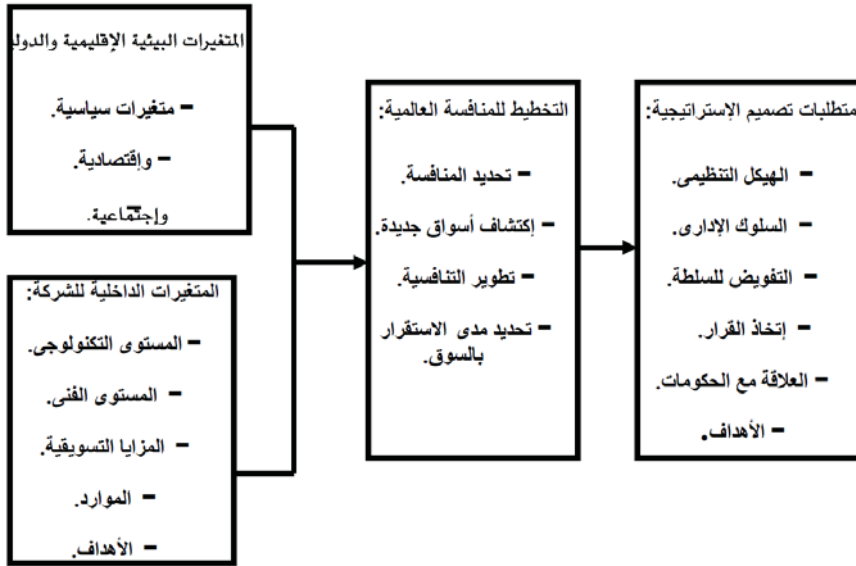 المتغيرات البيئية الإقليمية والدولي
– متغيرات سياسية.
– وإقتصادية.
وإجتماعية.
المتغيرات الداخلية للشركة:
– المستوى التكنولوجى.
– المستوى الفنى.
– المزايا التسويقية.
– الموارد.
– الأهداف.
التخطيط للمنافسة العالمية:
– تحديد المنافسة.
– إكتشاف أسواق جديدة.
– تطوير التنافسية.
– تحديد مدى الاستقرار
بالسوق.
متطلبات تصميم الإستراتيجية:
– الهيكل التنظيمى.
– السلوك الإدارى.
– التفويض للسلطة.
– إتخاذ القرار.
– العلاقة مع الحكومات.
– الأهداف.